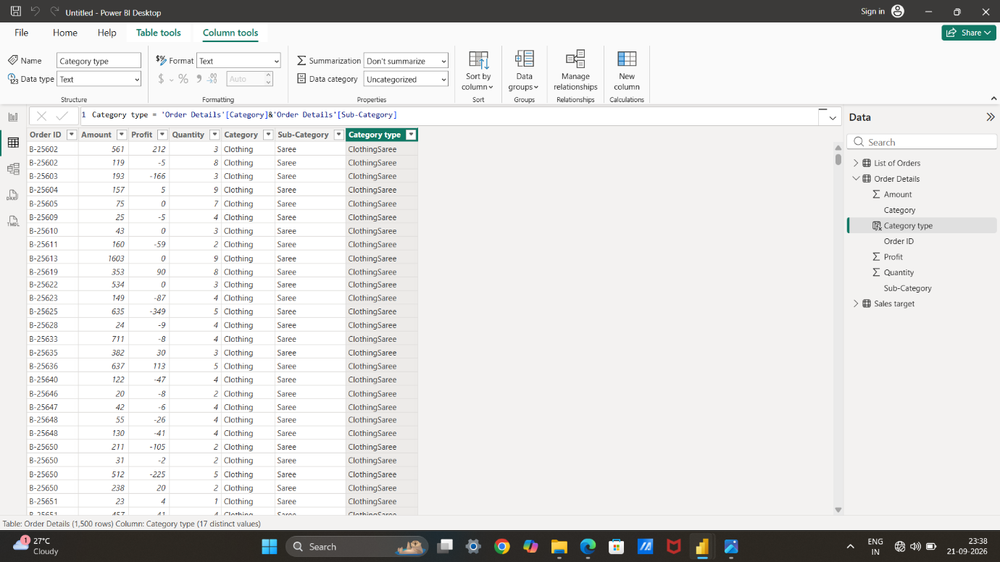 Untitled - Power BI Desktop
Sign in
File Home Help Table tools Column tools
Share
Name Category type
Data type Text
Structure
Format Text
$ % Auto
Formatting
Summarization Don't summarize
Data category Uncategorized
Properties
Sort by column
Sort
Data groups
Groups
Manage relationships
Relationships
New column
Calculations
1 Category type = 'Order Details'[Category]&'Order Details'[Sub-Category]
Order ID Amount Profit Quantity Category Sub-Category Category type
B-25602 561 212 3 Clothing Saree ClothingSaree
B-25602 119 -5 8 Clothing Saree ClothingSaree
B-25603 193 -166 3 Clothing Saree ClothingSaree
B-25604 157 5 9 Clothing Saree ClothingSaree
B-25605 75 0 7 Clothing Saree ClothingSaree
B-25609 25 -5 4 Clothing Saree ClothingSaree
B-25610 43 0 3 Clothing Saree ClothingSaree
B-25611 160 -59 2 Clothing Saree ClothingSaree
B-25613 1603 0 9 Clothing Saree ClothingSaree
B-25619 353 90 8 Clothing Saree ClothingSaree
B-25622 534 0 3 Clothing Saree ClothingSaree
B-25623 149 -87 4 Clothing Saree ClothingSaree
B-25625 635 -349 5 Clothing Saree ClothingSaree
B-25628 24 -9 4 Clothing Saree ClothingSaree
B-25633 711 -8 4 Clothing Saree ClothingSaree
B-25635 382 30 3 Clothing Saree ClothingSaree
B-25636 637 113 5 Clothing Saree ClothingSaree
B-25640 122 -47 4 Clothing Saree ClothingSaree
B-25646 20 -8 2 Clothing Saree ClothingSaree
B-25647 42 -6 4 Clothing Saree ClothingSaree
B-25648 55 -26 4 Clothing Saree ClothingSaree
B-25648 130 -41 4 Clothing Saree ClothingSaree
B-25650 211 -105 2 Clothing Saree ClothingSaree
B-25650 31 -2 2 Clothing Saree ClothingSaree
B-25650 512 -225 5 Clothing Saree ClothingSaree
B-25650 238 20 2 Clothing Saree ClothingSaree
B-25651 23 4 1 Clothing Saree ClothingSaree
Data
Search
List of Orders
Order Details
Amount
Category
Category type
Order ID
Profit
Quantity
Sub-Category
Sales target
DAX
TMDL
Table: Order Details (1,500 rows) Column: Category type (17 distinct values)
1
27°C
Cloudy
Search
ENG
IN
23:38
21-09-2026